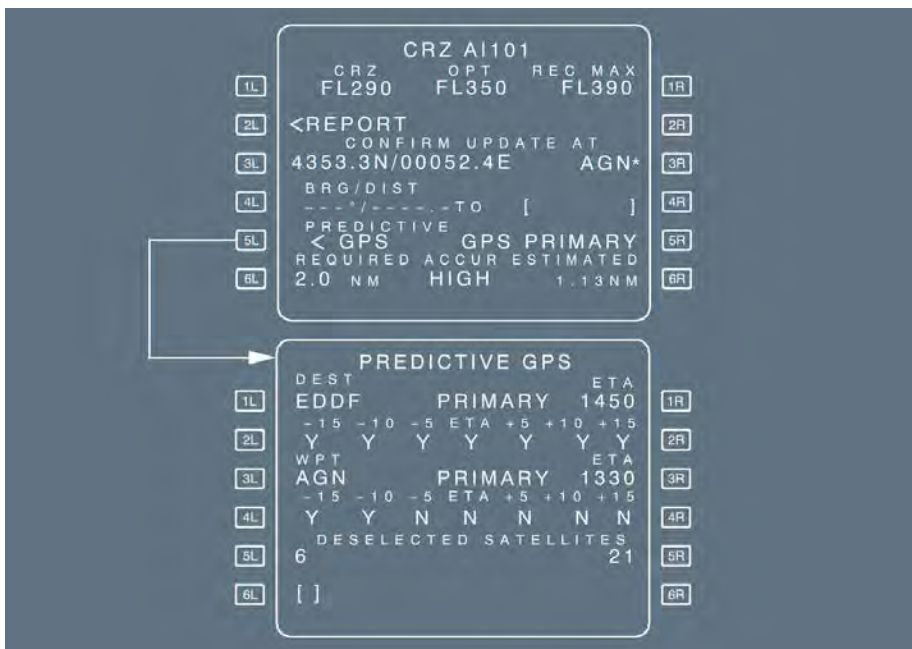 CRZ AI101
CRZ OPT REC MAX
1L FL290 FL350 FL390 1R
2L <REPORT 2R
CONFIRM UPDATE AT
3L 4353.3N/00052.4E AGN* 3R
BRG/DIST
4L ---°/----.-TO [ ] 4R
PREDICTIVE
5L < GPS GPS PRIMARY 5R
REQUIRED ACCUR ESTIMATED
6L 2.0 NM HIGH 1.13NM 6R
PREDICTIVE GPS
DEST ETA
1L EDDF PRIMARY 1450 1R
-15 -10 -5 ETA +5 +10 +15
2L Y Y Y Y Y Y Y 2R
WPT ETA
3L AGN PRIMARY 1330 3R
-15 -10 -5 ETA +5 +10 +15
4L Y Y N N N N N 4R
DESELECTED SATELLITES
5L 6 21 5R
6L [ ] 6R